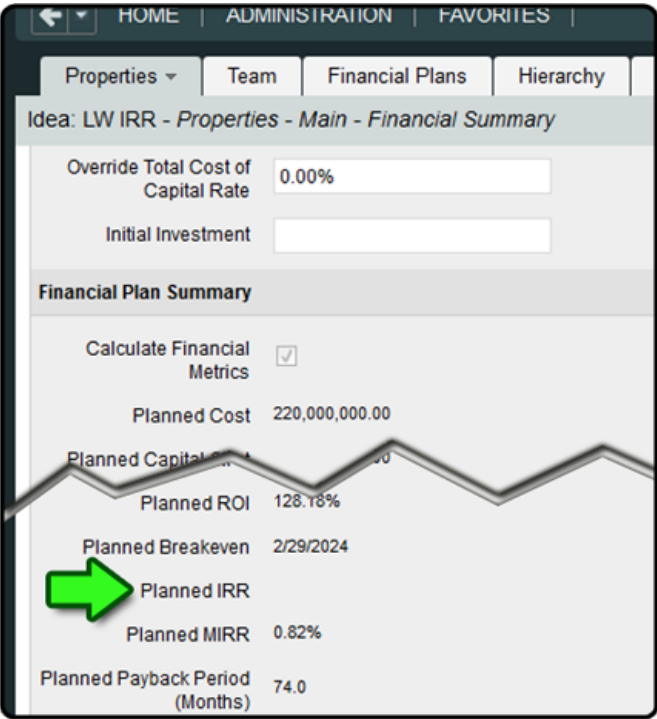 HOME | ADMINISTRATION | FAVORITES |
Properties Team Financial Plans Hierarchy
Idea: LW IRR - Properties - Main - Financial Summary
Override Total Cost of
Capital Rate 0.00%
Initial Investment
Financial Plan Summary
Calculate Financial
Metrics
Planned Cost 220,000,000.00
Planned Capital
Planned ROI 128.18%
Planned Breakeven 2/29/2024
Planned IRR
Planned MIRR 0.82%
Planned Payback Period
(Months) 74.0